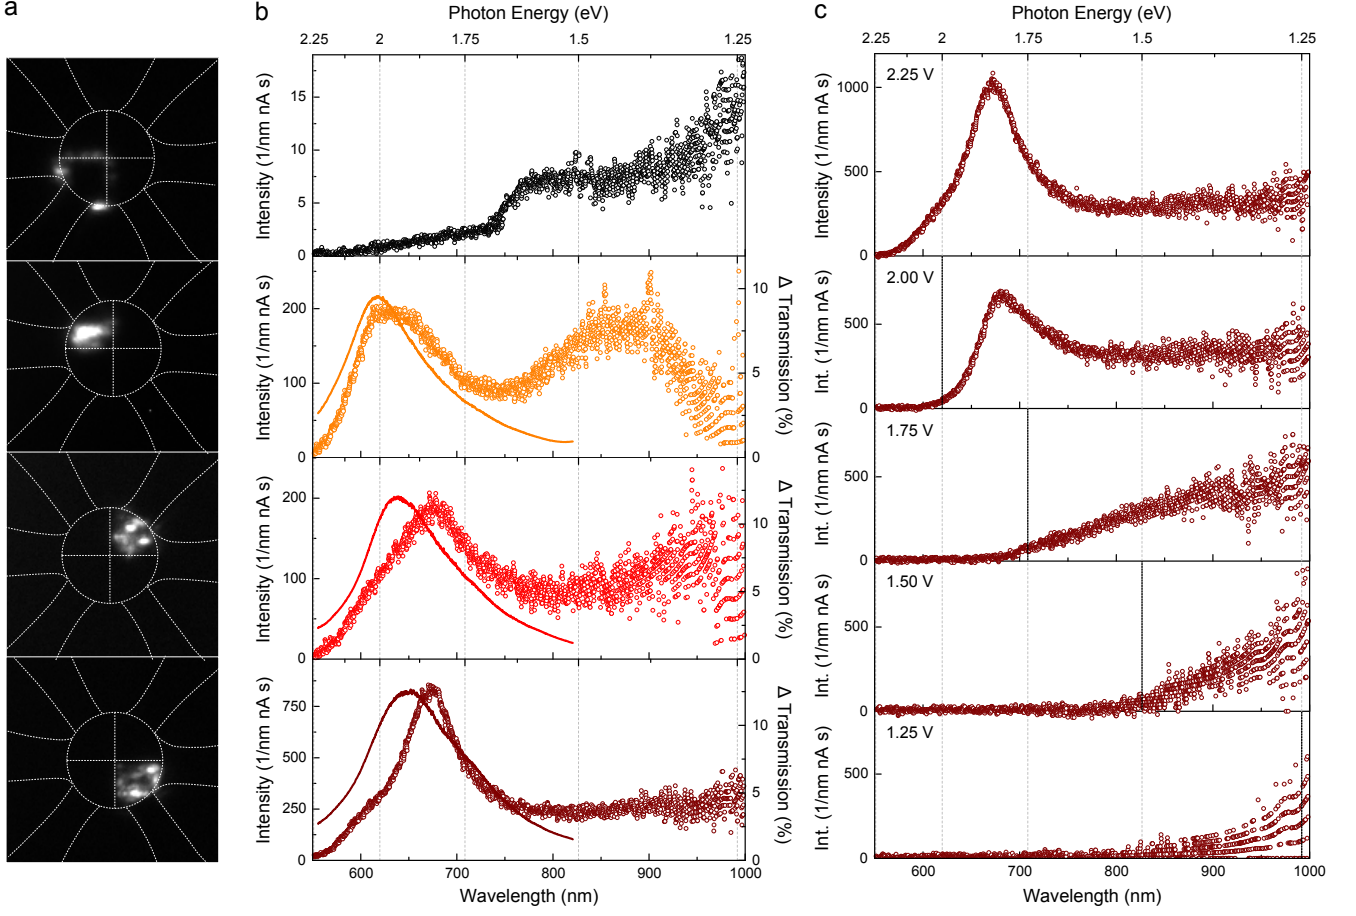 a
b
Photon Energy (eV)
2.25 2 1.75 1.5 1.25
Intensity (1/nm nA s)
15
10
5
0
Intensity (1/nm nA s)
200
100
0
Δ Transmission (%)
10
5
0
Intensity (1/nm nA s)
200
100
0
Δ Transmission (%)
10
5
0
Intensity (1/nm nA s)
750
500
250
0
Δ Transmission (%)
10
5
0
600 700 800 900 1000
Wavelength (nm)
c
Photon Energy (eV)
2.25 2 1.75 1.5 1.25
2.25 V
Intensity (1/nm nA s)
1000
500
0
2.00 V
Int. (1/nm nA s)
500
0
1.75 V
Int. (1/nm nA s)
500
0
1.50 V
Int. (1/nm nA s)
500
0
1.25 V
Int. (1/nm nA s)
500
0
600 700 800 900 1000
Wavelength (nm)